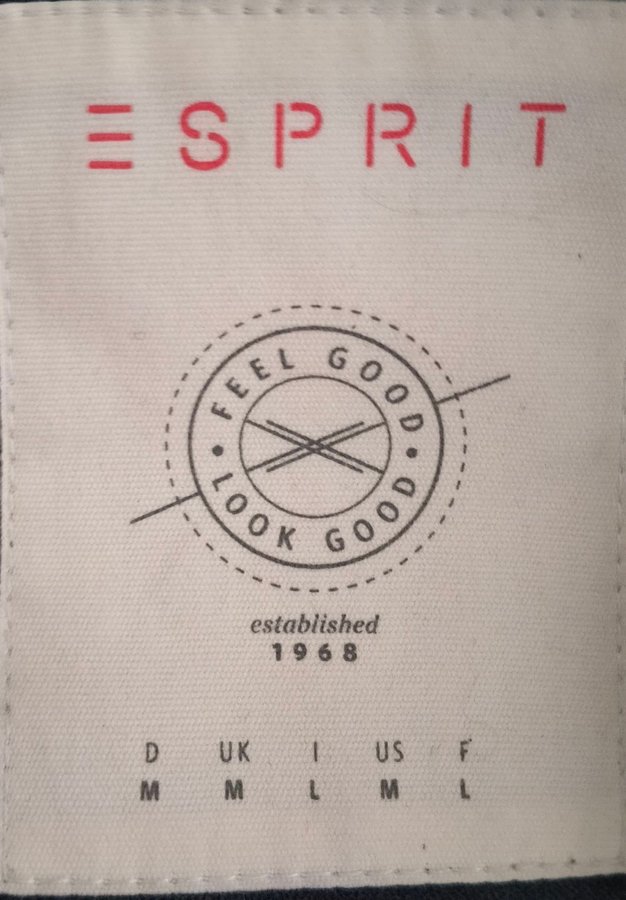 ESPRIT
FEEL GOOD
LOOK GOOD
established
1968
D UK I US F
M M L M L